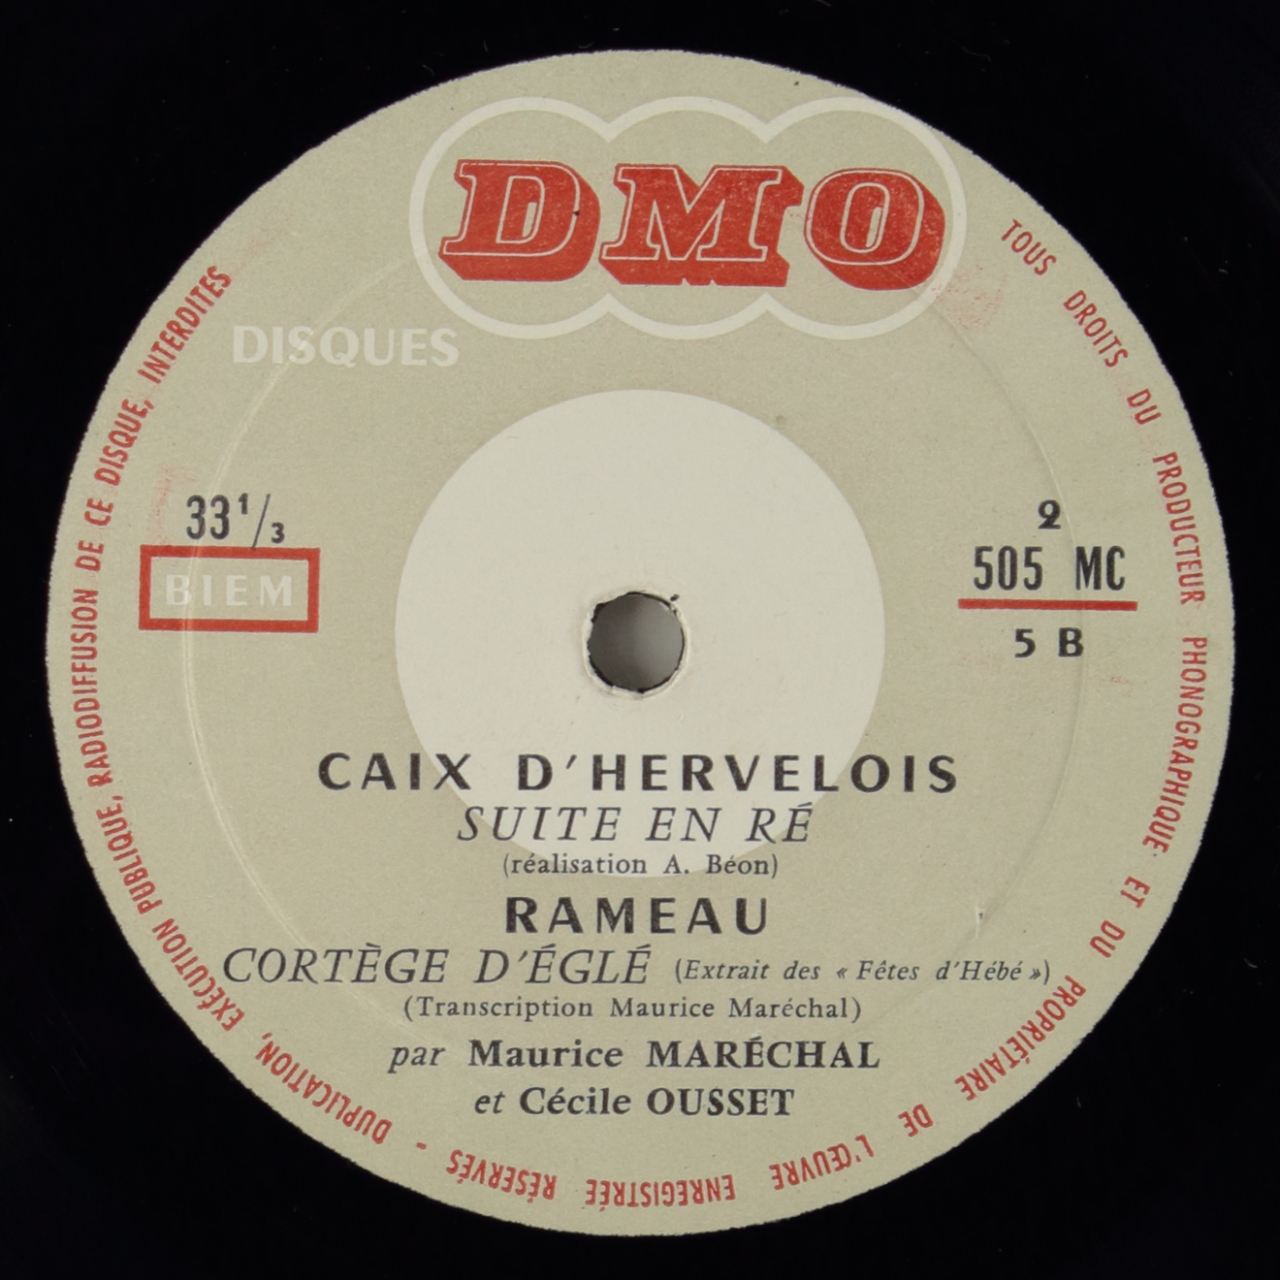 DMO
DISQUES
33 1/3
BIEM
2
505 MC
5 B
CAIX D'HERVELOIS
SUITE EN RÉ
(réalisation A. Béon)
RAMEAU
CORTÈGE D'ÉGLÉ (Extrait des « Fêtes d'Hébé »)
(Transcription Maurice Maréchal)
par Maurice MARÉCHAL
et Cécile OUSSET
TOUS DROITS DU PRODUCTEUR PHONOGRAPHIQUE ET DU PROPRIÉTAIRE DE L'ŒUVRE ENREGISTRÉE RÉSERVÉS - DUPLICATION, EXÉCUTION PUBLIQUE, RADIODIFFUSION DE CE DISQUE, INTERDITES